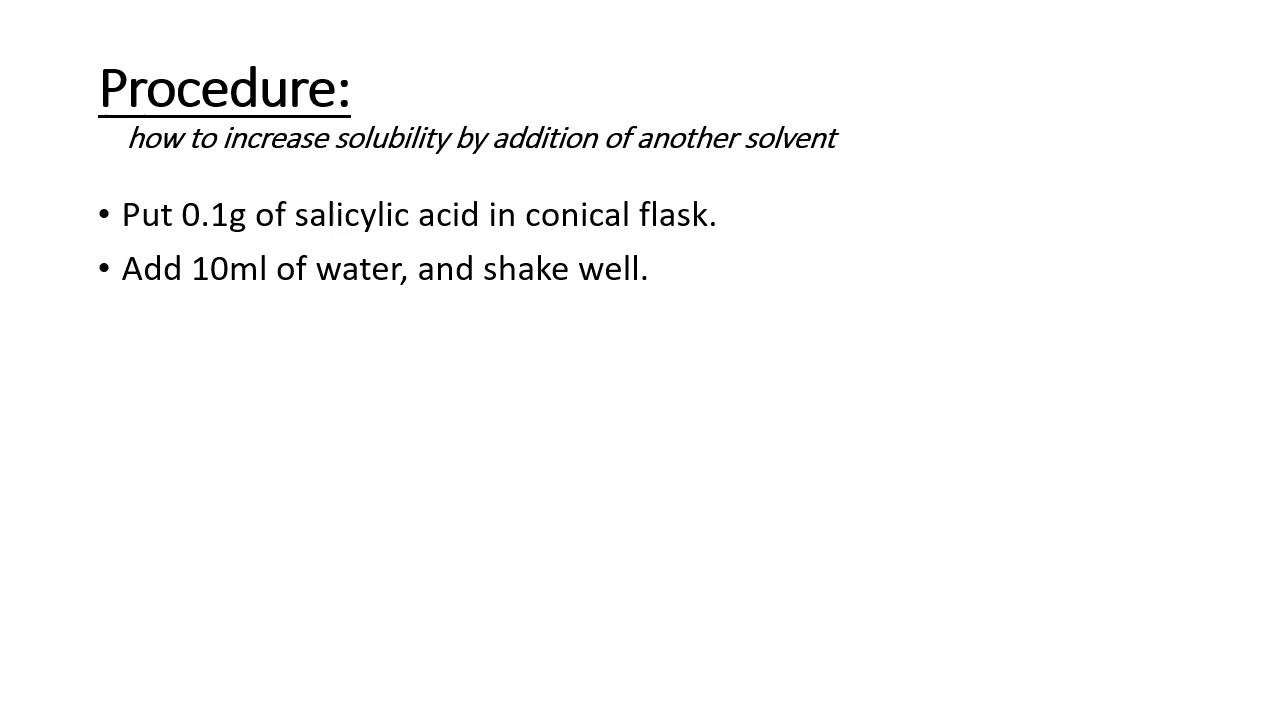 Procedure:
how to increase solubility by addition of another solvent
• Put 0.1g of salicylic acid in conical flask.
• Add 10ml of water, and shake well.